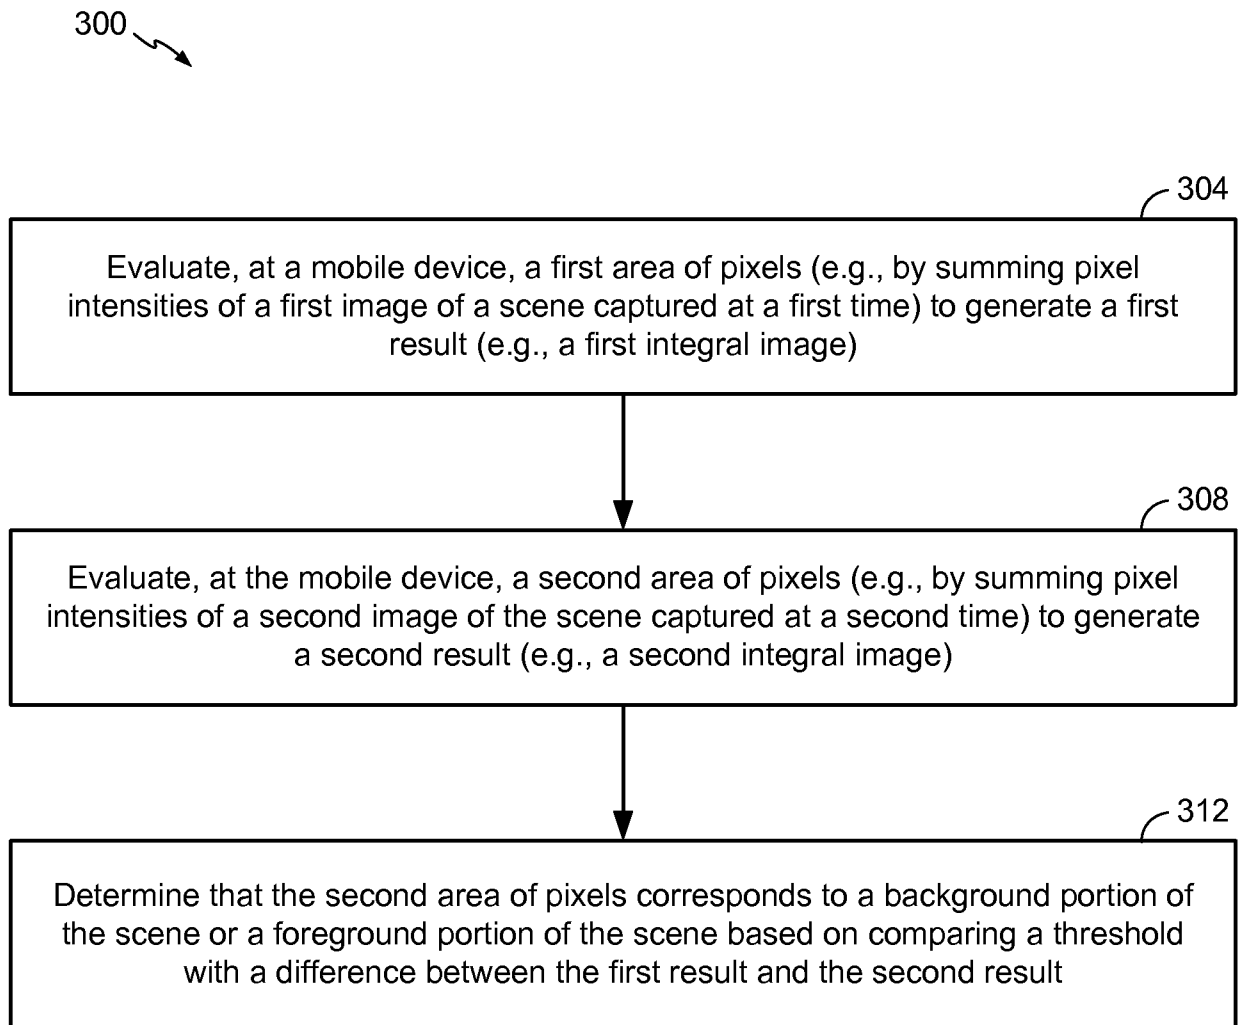 300
304
Evaluate, at a mobile device, a first area of pixels (e.g., by summing pixel
intensities of a first image of a scene captured at a first time) to generate a first
result (e.g., a first integral image)
308
Evaluate, at the mobile device, a second area of pixels (e.g., by summing pixel
intensities of a second image of the scene captured at a second time) to generate
a second result (e.g., a second integral image)
312
Determine that the second area of pixels corresponds to a background portion of
the scene or a foreground portion of the scene based on comparing a threshold
with a difference between the first result and the second result